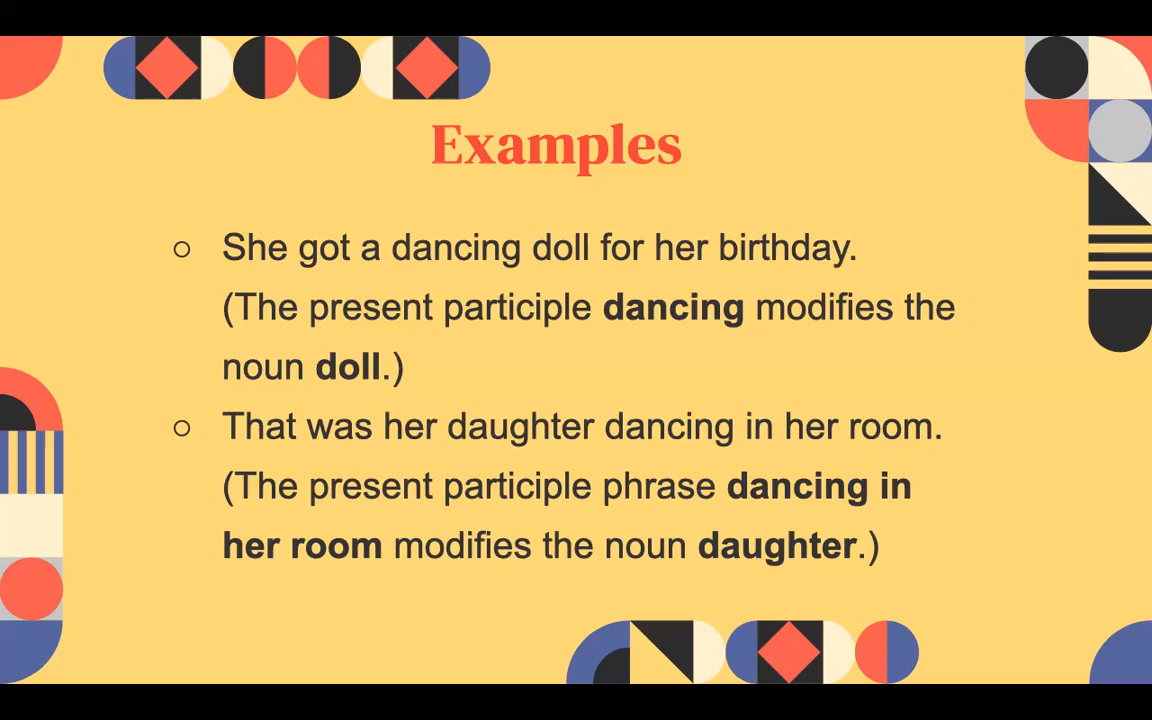 Examples
○ She got a dancing doll for her birthday.
(The present participle dancing modifies the
noun doll.)
○ That was her daughter dancing in her room.
(The present participle phrase dancing in
her room modifies the noun daughter.)